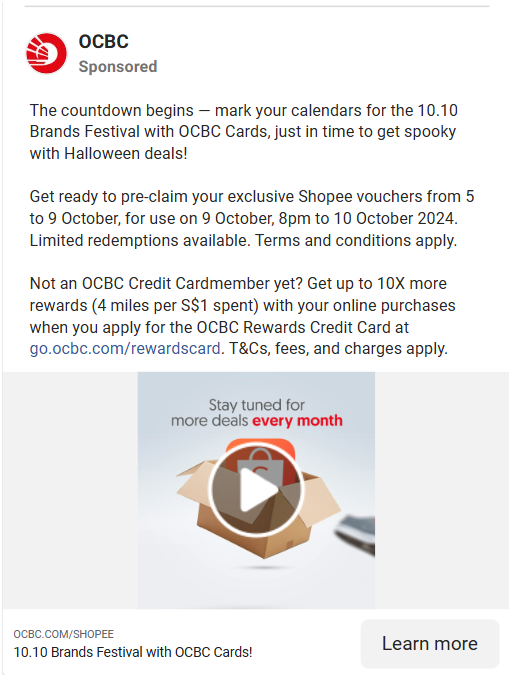 OCBC
Sponsored
The countdown begins — mark your calendars for the 10.10
Brands Festival with OCBC Cards, just in time to get spooky
with Halloween deals!
Get ready to pre-claim your exclusive Shopee vouchers from 5
to 9 October, for use on 9 October, 8pm to 10 October 2024.
Limited redemptions available. Terms and conditions apply.
Not an OCBC Credit Cardmember yet? Get up to 10X more
rewards (4 miles per S$1 spent) with your online purchases
when you apply for the OCBC Rewards Credit Card at
go.ocbc.com/rewardscard. T&Cs, fees, and charges apply.
Stay tuned for
more deals every month
OCBC.COM/SHOPEE
10.10 Brands Festival with OCBC Cards!
Learn more